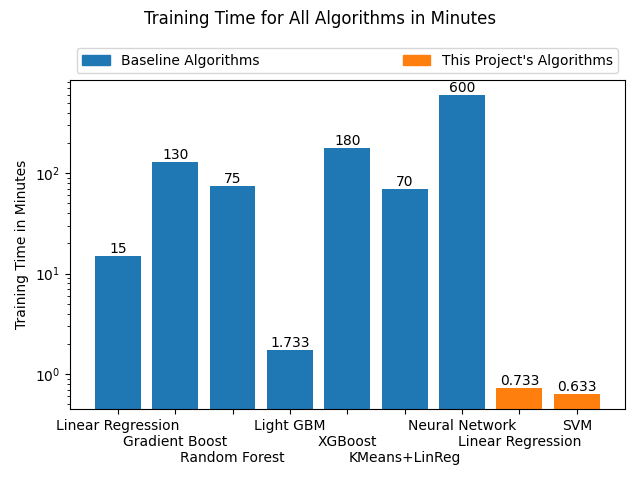 Training Time for All Algorithms in Minutes
Baseline Algorithms
This Project's Algorithms
Training Time in Minutes
10²
10¹
10⁰
15
130
75
1.733
180
70
600
0.733
0.633
Linear Regression
Gradient Boost
Random Forest
Light GBM
XGBoost
KMeans+LinReg
Neural Network
Linear Regression
SVM